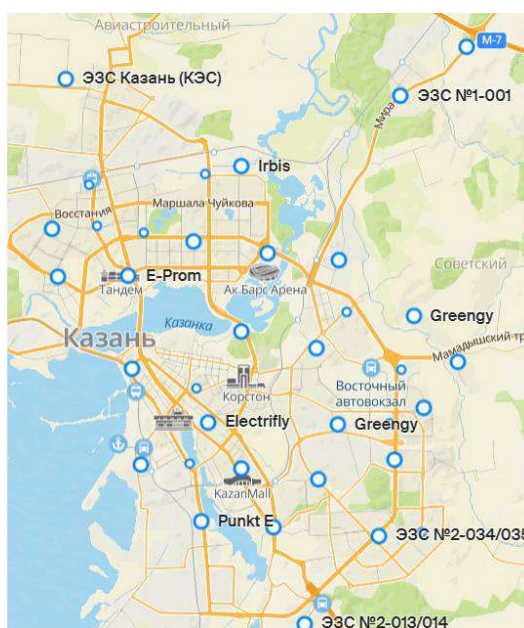 Авиастроительный
М-7
ЭЗС Казань (КЭС)
ЭЗС №1-001
Мира
Irbis
Маршала Чуйкова
Восстания
Советский
E-Prom
Тандем
Ак Барс Арена
Казанка
Greengy
Казань
Мамадышский тр
Восточный
автовокзал
Корстон
Electrifly
Greengy
KazanMall
Punkt E
ЭЗС №2-034/035
ЭЗС №2-013/014